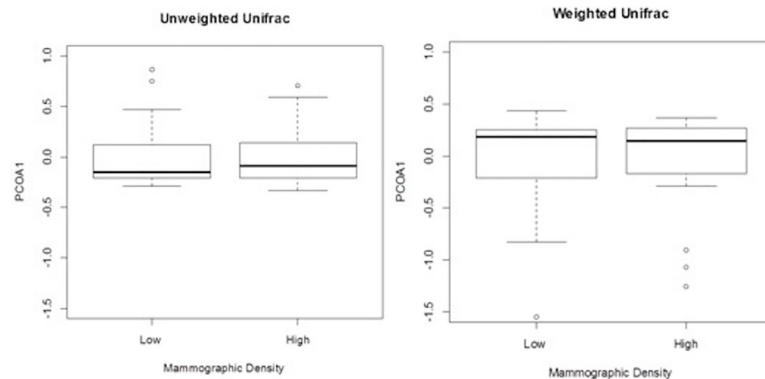 Unweighted Unifrac
1.0
0.5
0.0
-0.5
-1.0
-1.5
PCOA1
Low
High
Mammographic Density
Weighted Unifrac
1.0
0.5
0.0
-0.5
-1.0
-1.5
PCOA1
Low
High
Mammographic Density